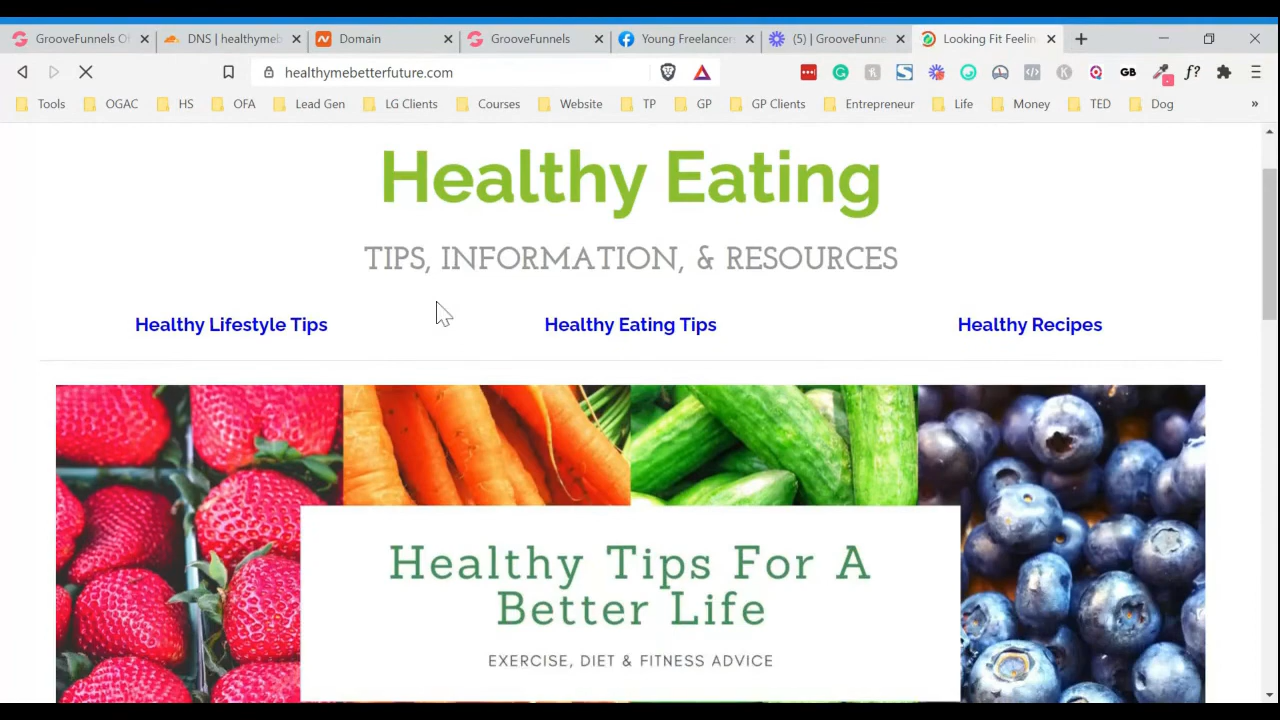 GrooveFunnels Of
DNS | healthymeb
Domain
GrooveFunnels
Young Freelancer
(5) | GrooveFunne
Looking Fit Feelin
healthymebetterfuture.com
GB
f?
Tools
OGAC
HS
OFA
Lead Gen
LG Clients
Courses
Website
TP
GP
GP Clients
Entrepreneur
Life
Money
TED
Dog
Healthy Eating
TIPS, INFORMATION, & RESOURCES
Healthy Lifestyle Tips
Healthy Eating Tips
Healthy Recipes
Healthy Tips For A
Better Life
EXERCISE, DIET & FITNESS ADVICE